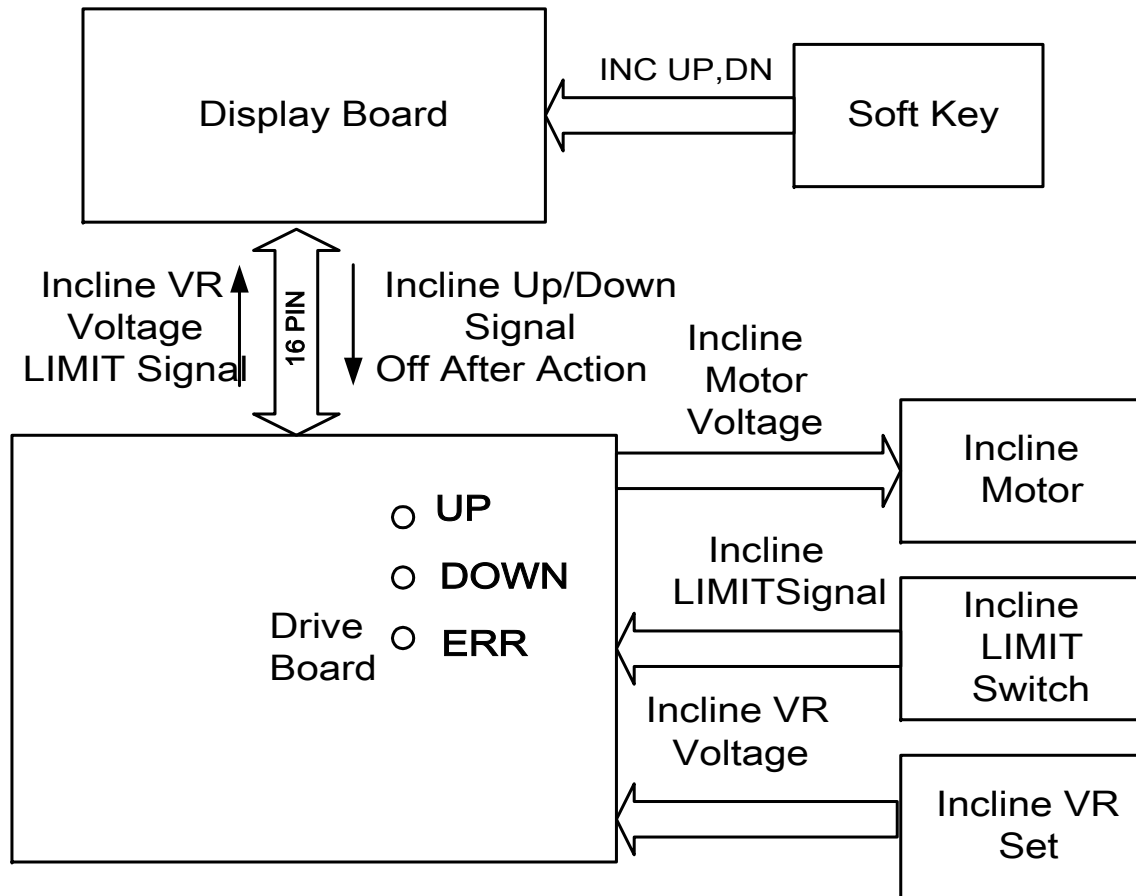 INC UP,DN
Display Board
Soft Key
Incline VR
Voltage
LIMIT Signal
16 PIN
Incline Up/Down
Signal
Off After Action
Incline
Motor
Voltage
Incline
Motor
UP
DOWN
ERR
Drive
Board
Incline
LIMITSignal
Incline
LIMIT
Switch
Incline VR
Voltage
Incline VR
Set